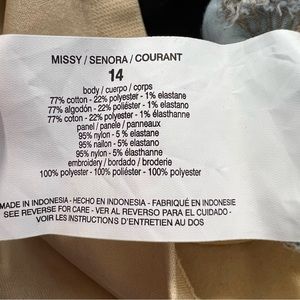 MISSY / SENORA / COURANT
14
body / cuerpo / corps
77% cotton - 22% polyester - 1% elastane
77% algodón - 22% poliéster - 1% elastano
77% coton - 22% polyester - 1% élasthanne
panel / panele / panneaux
95% nylon - 5 % elastane
95% nailon - 5% elastano
95% nylon - 5% élasthanne
embroidery / bordado / broderie
100% polyester - 100% poliéster - 100% polyester
MADE IN INDONESIA - HECHO EN INDONESIA - FABRIQUÉ EN INDONESIE
SEE REVERSE FOR CARE - VER AL REVERSO PARA EL CUIDADO -
VOIR LES INSTRUCTIONS D'ENTRETIEN AU DOS